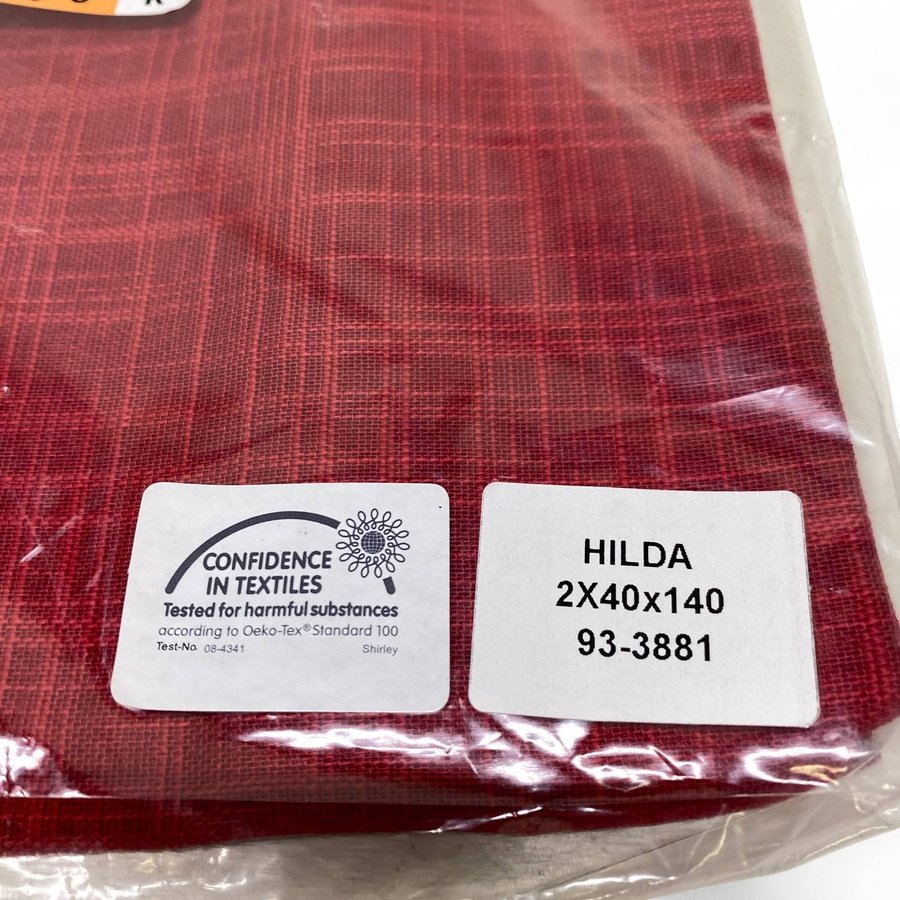 CONFIDENCE
IN TEXTILES
Tested for harmful substances
according to Oeko-Tex® Standard 100
Test-No. 08-4341 Shirley
HILDA
2X40x140
93-3881